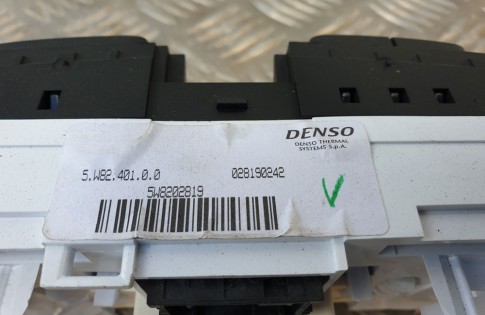 DENSO
DENSO THERMAL
SYSTEMS S.p.A.
5.W82.401.0.0 028190242
5W8202819
V